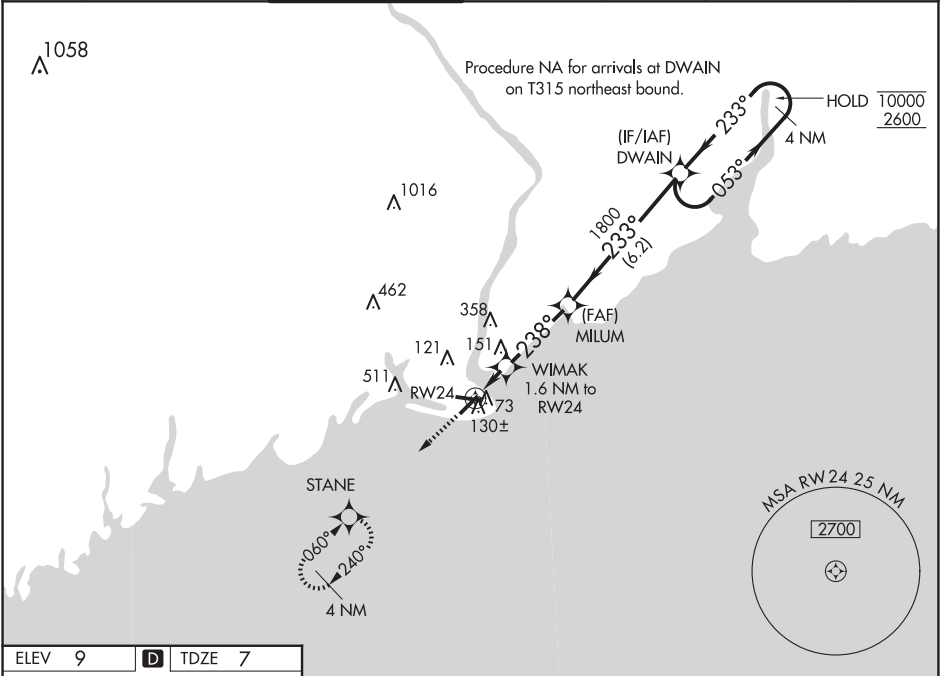 1058
Procedure NA for arrivals at DWAIN
on T315 northeast bound.
HOLD 10000
2600
233°
4 NM
(IF/IAF)
DWAIN
053°
1016
1800
233°
(6.2)
462
358
(FAF)
MILUM
238°
121
151
WIMAK
1.6 NM to
RW24
511
RW24
73
130±
STANE
060°
240°
4 NM
MSA RW24 25 NM
2700
ELEV 9 D TDZE 7